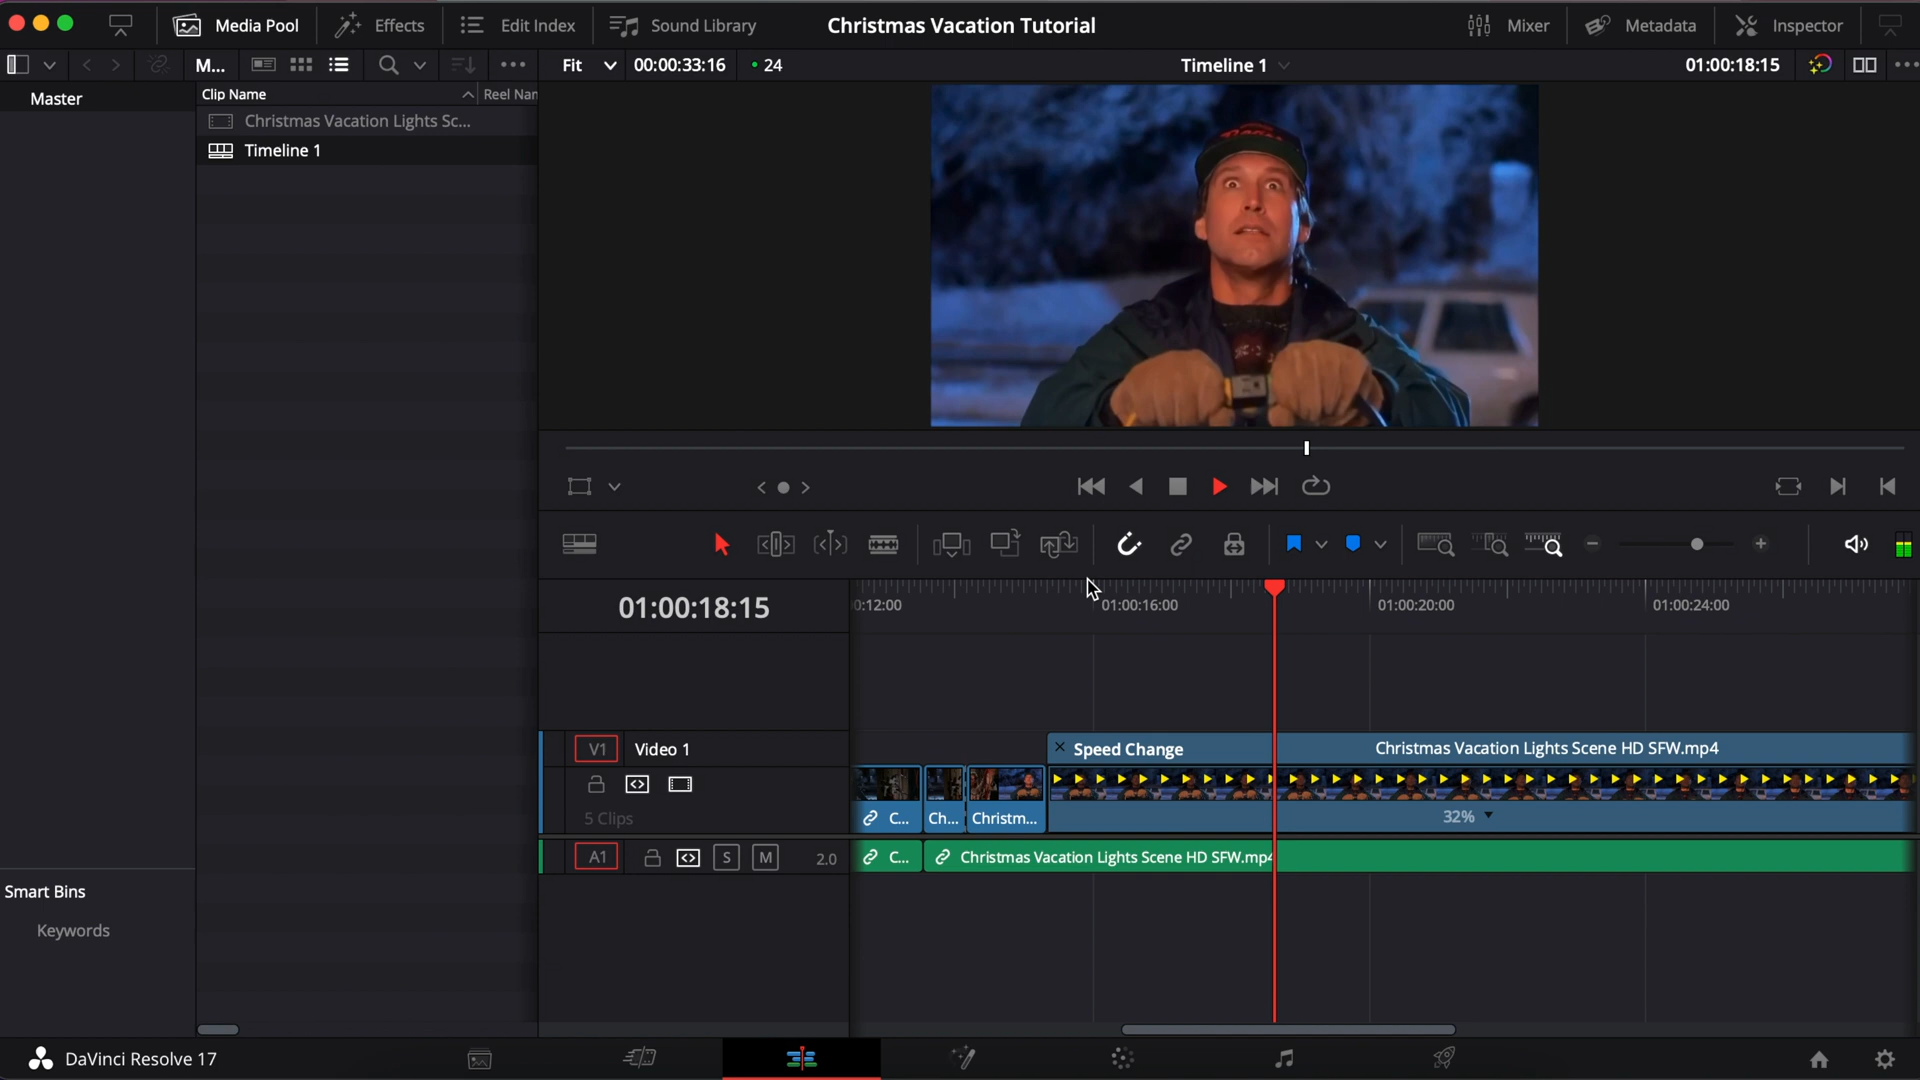 Media Pool
Effects
Edit Index
Sound Library
Christmas Vacation Tutorial
Mixer
Metadata
Inspector
M...
Fit
00:00:33:16
24
Timeline 1
01:00:18:15
Master
Clip Name
Reel Nam
Christmas Vacation Lights Sc...
Timeline 1
01:00:18:15
0:12:00
01:00:16:00
01:00:20:00
01:00:24:00
V1
Video 1
Speed Change
Christmas Vacation Lights Scene HD SFW.mp4
5 Clips
C...
Ch...
Christm...
32%
A1
S
M
2.0
C...
Christmas Vacation Lights Scene HD SFW.mp4
Smart Bins
Keywords
DaVinci Resolve 17